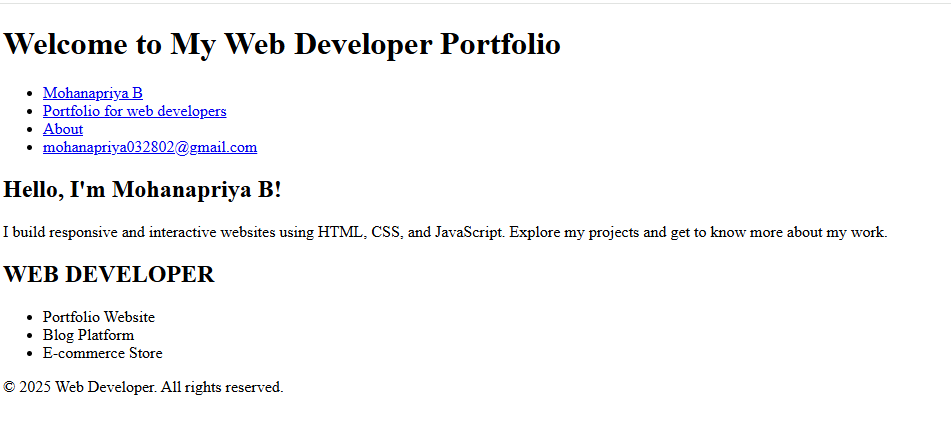 Welcome to My Web Developer Portfolio
Mohanapriya B
Portfolio for web developers
About
mohanapriya032802@gmail.com
Hello, I'm Mohanapriya B!
I build responsive and interactive websites using HTML, CSS, and JavaScript. Explore my projects and get to know more about my work.
WEB DEVELOPER
Portfolio Website
Blog Platform
E-commerce Store
© 2025 Web Developer. All rights reserved.